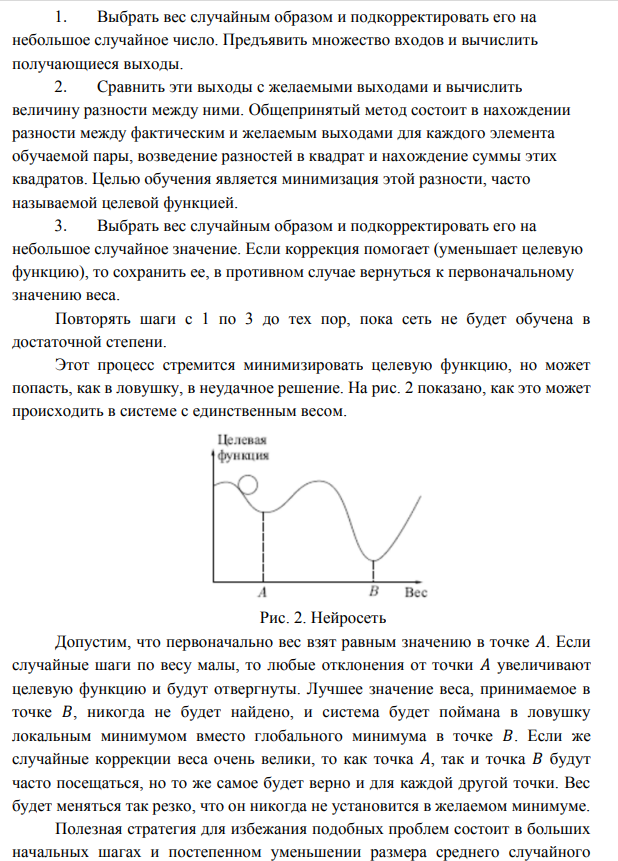 1. Выбрать вес случайным образом и подкорректировать его на
небольшое случайное число. Предъявить множество входов и вычислить
получающиеся выходы.
2. Сравнить эти выходы с желаемыми выходами и вычислить
величину разности между ними. Общепринятый метод состоит в нахождении
разности между фактическим и желаемым выходами для каждого элемента
обучаемой пары, возведение разностей в квадрат и нахождение суммы этих
квадратов. Целью обучения является минимизация этой разности, часто
называемой целевой функцией.
3. Выбрать вес случайным образом и подкорректировать его на
небольшое случайное значение. Если коррекция помогает (уменьшает целевую
функцию), то сохранить ее, в противном случае вернуться к первоначальному
значению веса.
Повторять шаги с 1 по 3 до тех пор, пока сеть не будет обучена в
достаточной степени.
Этот процесс стремится минимизировать целевую функцию, но может
попасть, как в ловушку, в неудачное решение. На рис. 2 показано, как это может
происходить в системе с единственным весом.
Целевая
функция
A B Вес
Рис. 2. Нейросеть
Допустим, что первоначально вес взят равным значению в точке A. Если
случайные шаги по весу малы, то любые отклонения от точки A увеличивают
целевую функцию и будут отвергнуты. Лучшее значение веса, принимаемое в
точке B, никогда не будет найдено, и система будет поймана в ловушку
локальным минимумом вместо глобального минимума в точке B. Если же
случайные коррекции веса очень велики, то как точка A, так и точка B будут
часто посещаться, но то же самое будет верно и для каждой другой точки. Вес
будет меняться так резко, что он никогда не установится в желаемом минимуме.
Полезная стратегия для избежания подобных проблем состоит в больших
начальных шагах и постепенном уменьшении размера среднего случайного